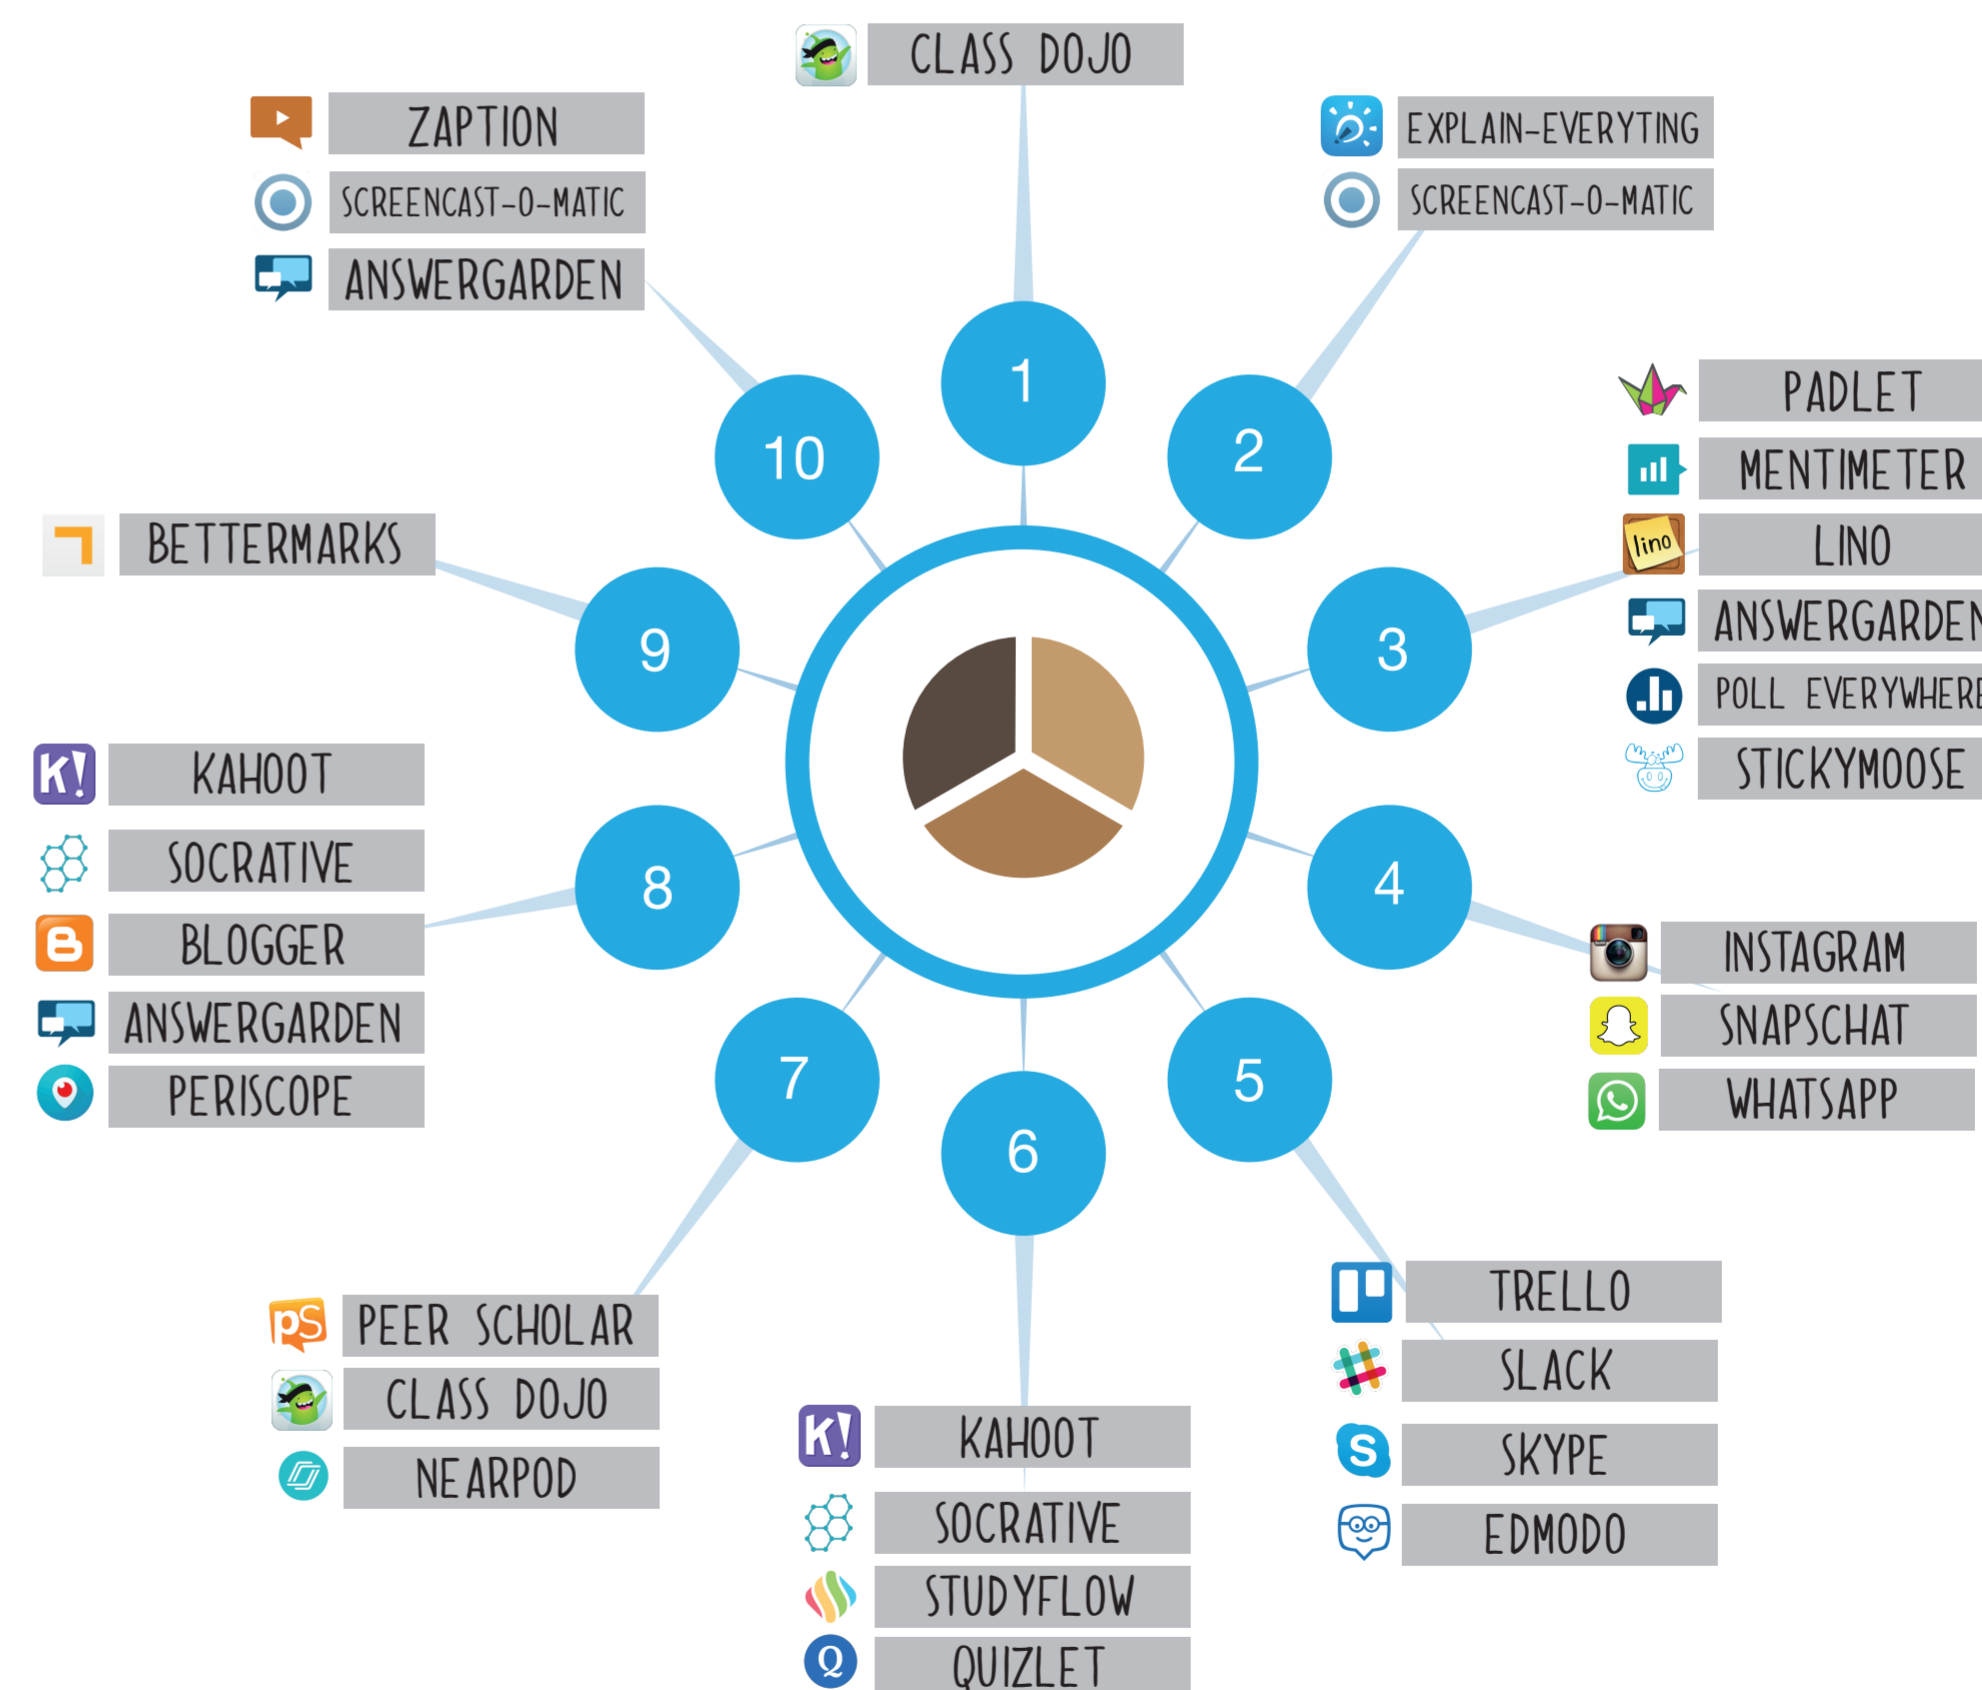 CLASS DOJO
ZAPTION
SCREENCAST-O-MATIC
ANSWERGARDEN
EXPLAIN-EVERYTING
SCREENCAST-O-MATIC
1
10
2
PADLET
MENTIMETER
lino LINO
ANSWERGARDEN
POLL EVERYWHERE
STICKYMOOSE
BETTERMARKS
9
3
K! KAHOOT
SOCRATIVE
B BLOGGER
ANSWERGARDEN
PERISCOPE
8
4
INSTAGRAM
SNAPSCHAT
WHATSAPP
7
5
6
pS PEER SCHOLAR
CLASS DOJO
NEARPOD
TRELLO
SLACK
S SKYPE
EDMODO
K! KAHOOT
SOCRATIVE
STUDYFLOW
Q QUIZLET